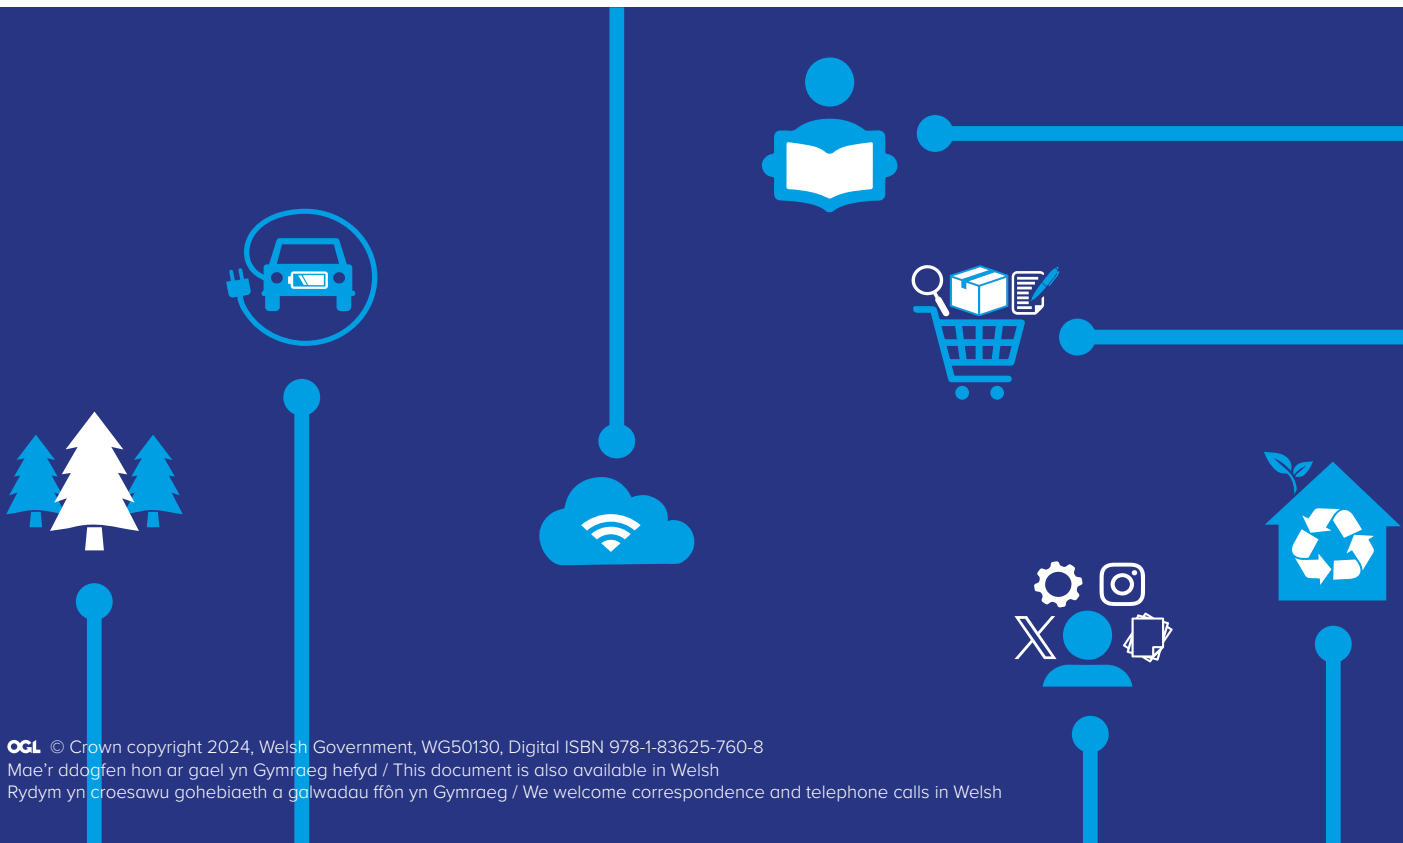 OGL © Crown copyright 2024, Welsh Government, WG50130, Digital ISBN 978-1-83625-760-8
Mae'r ddogfen hon ar gael yn Gymraeg hefyd / This document is also available in Welsh
Rydym yn croesawu gohebiaeth a galwadau ffôn yn Gymraeg / We welcome correspondence and telephone calls in Welsh